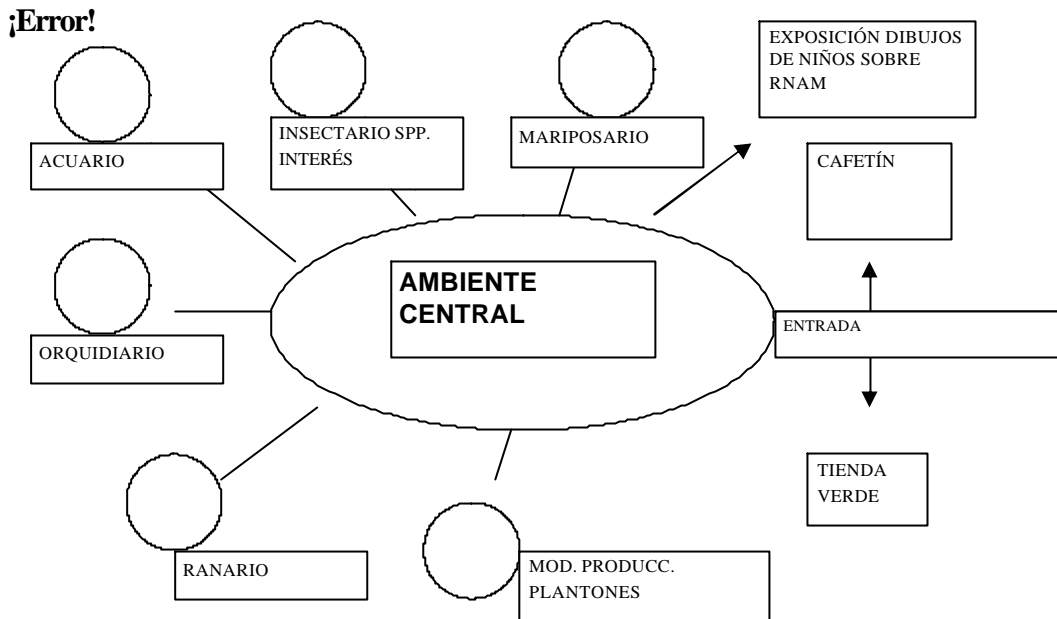 ¡Error!
EXPOSICIÓN DIBUJOS
DE NIÑOS SOBRE
RNAM
ACUARIO
INSECTARIO SPP.
INTERÉS
MARIPOSARIO
CAFETÍN
AMBIENTE
CENTRAL
ENTRADA
ORQUIDIARIO
TIENDA
VERDE
RANARIO
MOD. PRODUCC.
PLANTONES